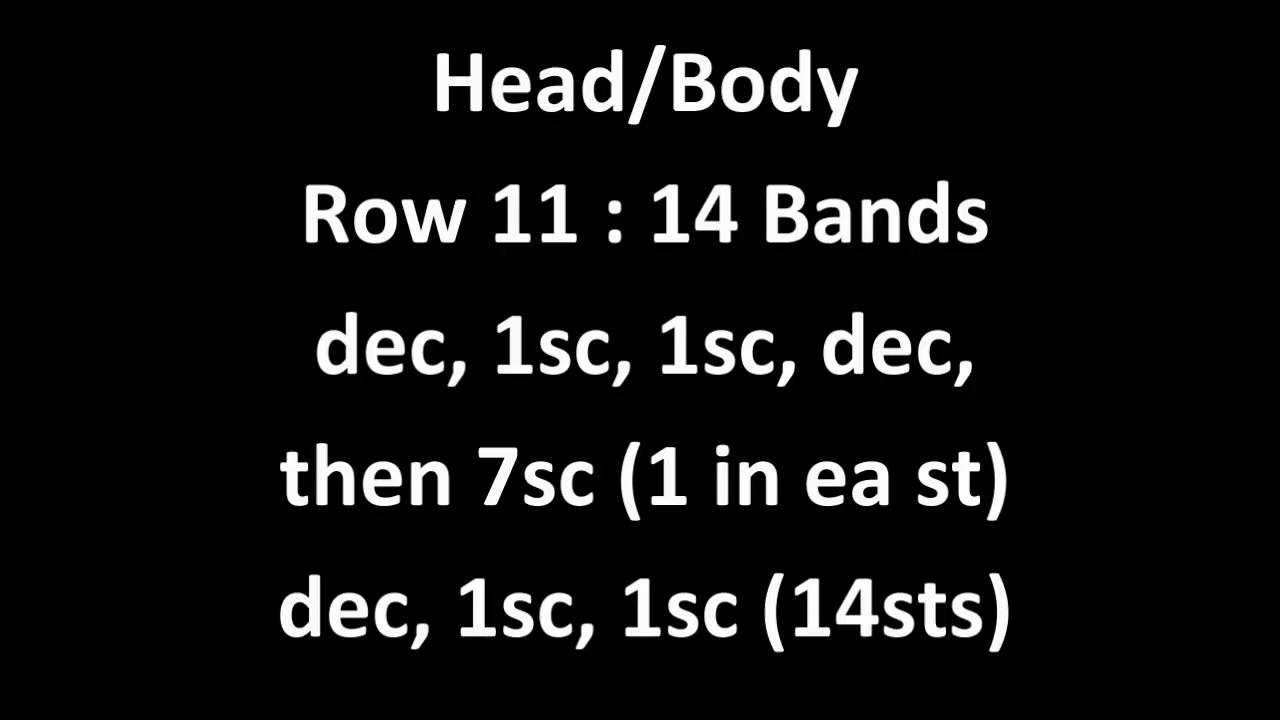 Head/Body
Row 11 : 14 Bands
dec, 1sc, 1sc, dec,
then 7sc (1 in ea st)
dec, 1sc, 1sc (14sts)